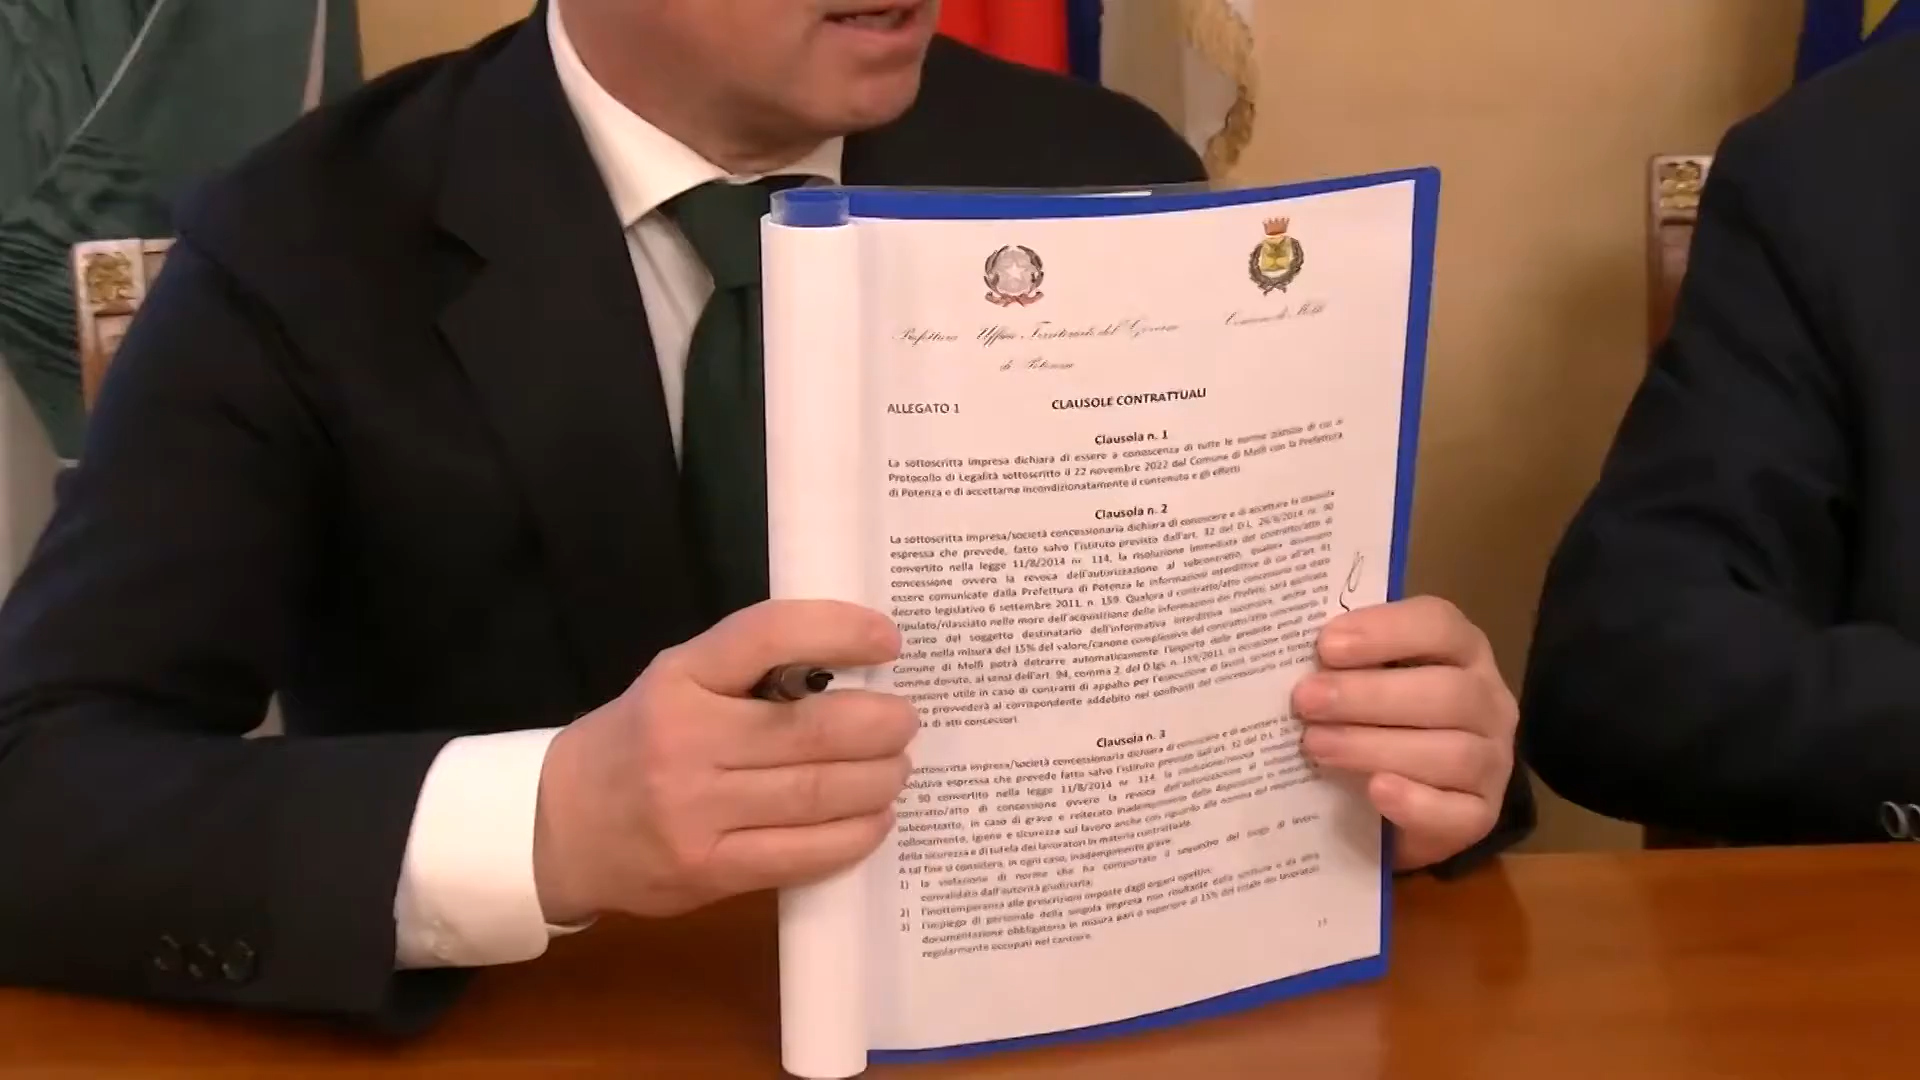 Prefettura Ufficio Territoriale del Governo
di Potenza
Comune di Melfi
ALLEGATO 1
CLAUSOLE CONTRATTUALI
Clausola n. 1
La sottoscritta impresa dichiara di essere a conoscenza di tutte le norme di cui al
Protocollo di Legalità sottoscritto il 22 novembre 2022 dal Comune di Melfi con la Prefettura
di Potenza e di accettarne incondizionatamente il contenuto e gli effetti.
Clausola n. 2
La sottoscritta impresa/società concessionaria dichiara di conoscere e di accettare la clausola
espressa che prevede, fatto salvo l'istituto previsto dall'art. 32 del D.L. 24/6/2014 nr. 90
convertito nella legge 11/8/2014 nr. 114, la risoluzione immediata del contratto/atto di
concessione ovvero la revoca dell'autorizzazione al subcontratto, qualora dovessero
essere comunicate dalla Prefettura di Potenza le informazioni interdittive di cui all'art. 91
decreto legislativo 6 settembre 2011, n. 159. Qualora il contratto/atto concessorio sia stato
stipulato/rilasciato nelle more dell'acquisizione delle informazioni del Prefetto, sarà applicata
carico del soggetto destinatario dell'informativa interdittiva successiva, anche una
penale nella misura del 15% del valore/canone complessivo del contratto/atto concessorio. Il
Comune di Melfi potrà detrarre automaticamente l'importo delle predette penali dalle
somme dovute, ai sensi dell'art. 94, comma 2, del D.lgs. n. 159/2011, in occasione della prima
erogazione utile in caso di contratti di appalto per l'esecuzione di lavori, servizi e forniture
provvederà al corrispondente addebito nei confronti del concessionario nel caso
di atti concessori.
Clausola n. 3
sottoscritta impresa/società concessionaria dichiara di conoscere e di accettare la
risolutiva espressa che prevede fatto salvo l'istituto previsto dall'art. 32 del D.L.
nr. 90 convertito nella legge 11/8/2014 nr. 114, la risoluzione/revoca immediata
contratto/atto di concessione ovvero la revoca dell'autorizzazione al
subcontratto, in caso di grave e reiterato inadempimento delle disposizioni in materia
collocamento, igiene e sicurezza sul lavoro anche con riguardo alla nomina del responsabile
della sicurezza e di tutela dei lavoratori in materia contrattuale.
A tal fine si considera, in ogni caso, inadempimento grave:
1) la violazione di norme che ha comportato il sequestro del luogo di lavoro,
convalidato dall'autorità giudiziaria;
2) l'inottemperanza alle prescrizioni imposte dagli organi ispettivi;
3) l'impiego di personale della singola impresa non risultante dalle scritture o da altra
documentazione obbligatoria in misura pari o superiore al 15% del totale dei lavoratori
regolarmente occupati nel cantiere.